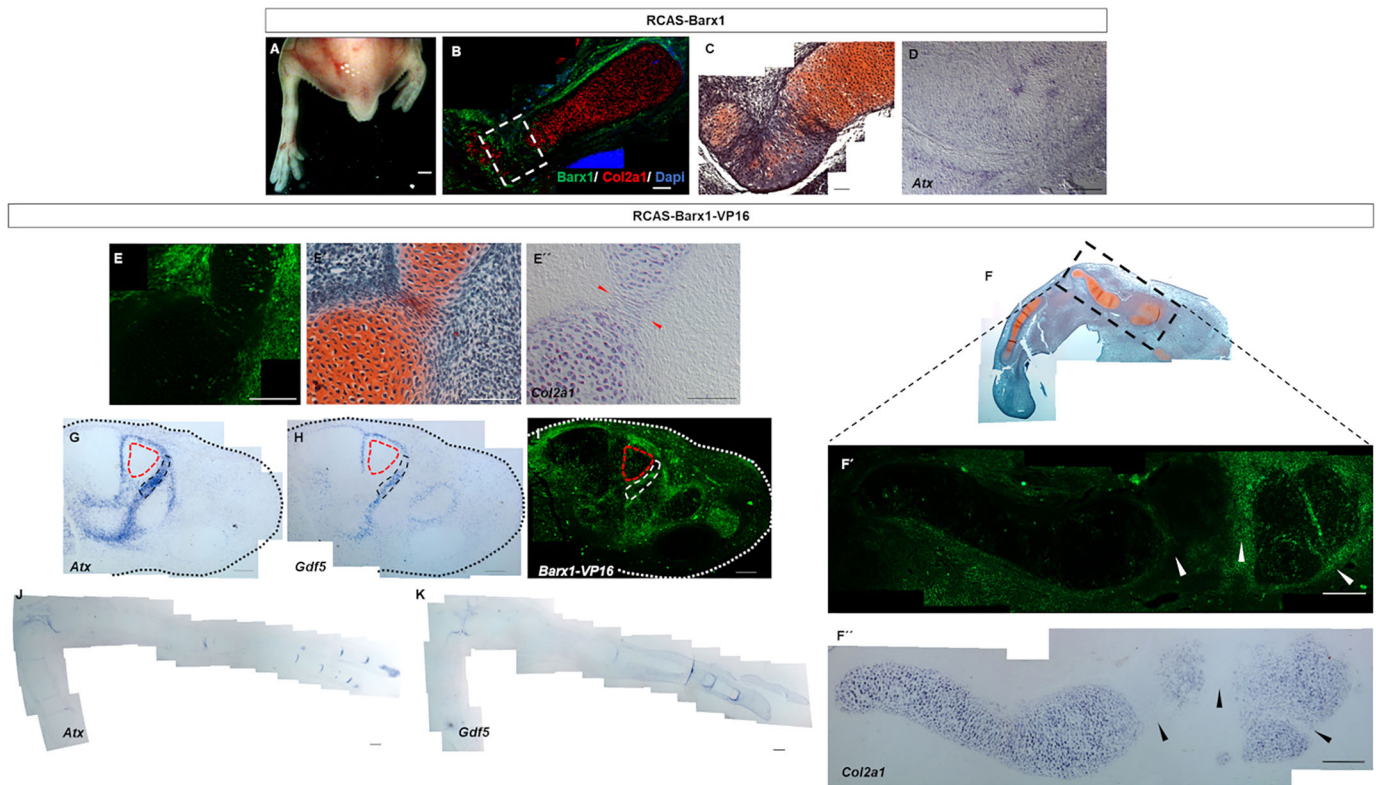 RCAS-Barx1
A
B
C
D
Barx1/ Col2a1/ Dapi
Atx
RCAS-Barx1-VP16
E
E´
E´´
F
Col2a1
G
H
I
Atx
Gdf5
Barx1-VP16
F´
J
K
Atx
Gdf5
F´´
Col2a1